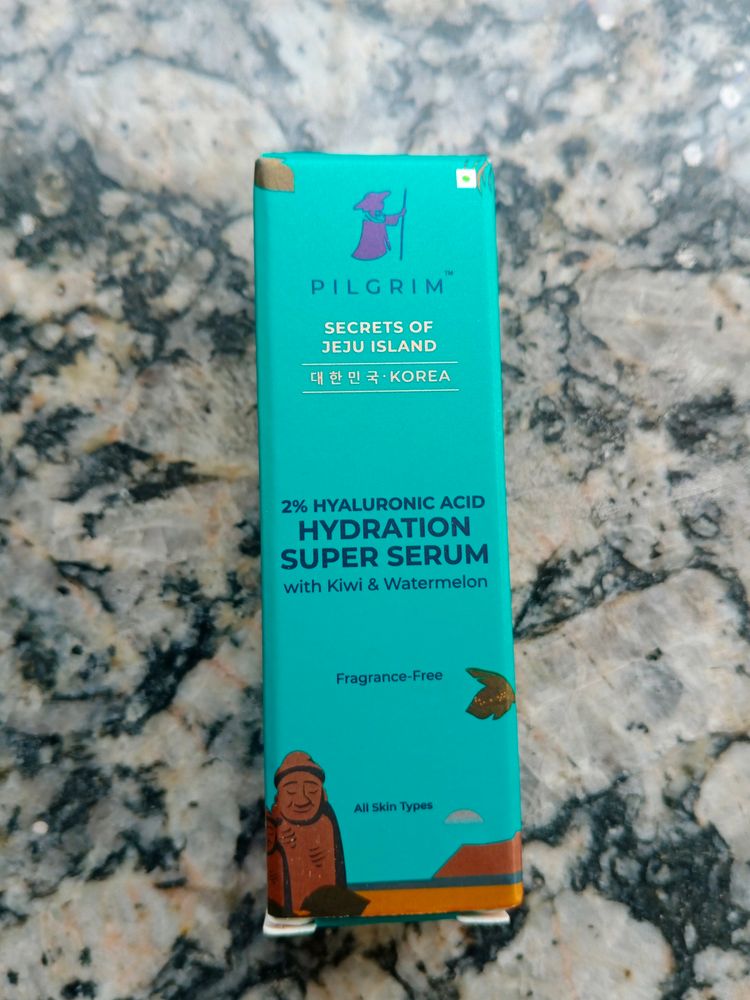 PILGRIM™
SECRETS OF
JEJU ISLAND
대한민국·KOREA
2% HYALURONIC ACID
HYDRATION
SUPER SERUM
with Kiwi & Watermelon
Fragrance-Free
All Skin Types